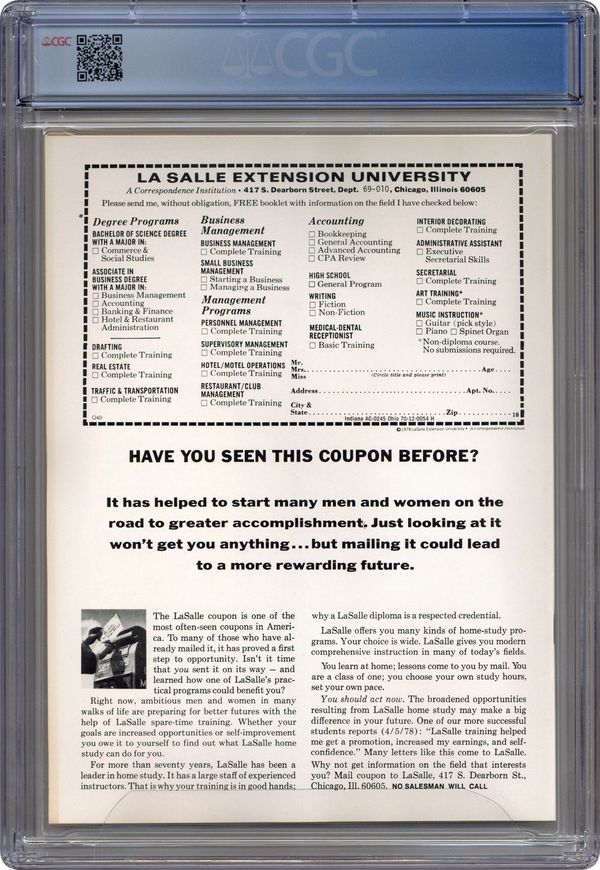 CGC
CGC
LA SALLE EXTENSION UNIVERSITY
A Correspondence Institution • 417 S. Dearborn Street, Dept. 69-010, Chicago, Illinois 60605
Please send me, without obligation, FREE booklet with information on the field I have checked below:
Degree Programs
BACHELOR OF SCIENCE DEGREE
WITH A MAJOR IN:
☐ Commerce &
Social Studies
ASSOCIATE IN
BUSINESS DEGREE
WITH A MAJOR IN:
☐ Business Management
☐ Accounting
☐ Banking & Finance
☐ Hotel & Restaurant
Administration
DRAFTING
☐ Complete Training
REAL ESTATE
☐ Complete Training
TRAFFIC & TRANSPORTATION
☐ Complete Training
Business
Management
BUSINESS MANAGEMENT
☐ Complete Training
SMALL BUSINESS
MANAGEMENT
☐ Starting a Business
☐ Managing a Business
Management
Programs
PERSONNEL MANAGEMENT
☐ Complete Training
SUPERVISORY MANAGEMENT
☐ Complete Training
HOTEL/MOTEL OPERATIONS
☐ Complete Training
RESTAURANT/CLUB
MANAGEMENT
☐ Complete Training
Accounting
☐ Bookkeeping
☐ General Accounting
☐ Advanced Accounting
☐ CPA Review
HIGH SCHOOL
☐ General Program
WRITING
☐ Fiction
☐ Non-Fiction
MEDICAL-DENTAL
RECEPTIONIST
☐ Basic Training
INTERIOR DECORATING
☐ Complete Training
ADMINISTRATIVE ASSISTANT
☐ Executive
Secretarial Skills
SECRETARIAL
☐ Complete Training
ART TRAINING*
☐ Complete Training
MUSIC INSTRUCTION*
☐ Guitar (pick style)
☐ Piano ☐ Spinet Organ
*Non-diploma course.
No submissions required.
Mr.
Mrs. Age
Miss (Circle title and please print)
Address Apt. No.
City &
State Zip 18
Indiana AC-0245 Ohio 70-12-0054 H
© 1979 LaSalle Extension University • A Correspondence Institution
HAVE YOU SEEN THIS COUPON BEFORE?
It has helped to start many men and women on the
road to greater accomplishment. Just looking at it
won't get you anything...but mailing it could lead
to a more rewarding future.
The LaSalle coupon is one of the
most often-seen coupons in Ameri-
ca. To many of those who have al-
ready mailed it, it has proved a first
step to opportunity. Isn't it time
that you sent it on its way — and
learned how one of LaSalle's prac-
tical programs could benefit you?
Right now, ambitious men and women in many
walks of life are preparing for better futures with the
help of LaSalle spare-time training. Whether your
goals are increased opportunities or self-improvement
you owe it to yourself to find out what LaSalle home
study can do for you.
For more than seventy years, LaSalle has been a
leader in home study. It has a large staff of experienced
instructors. That is why your training is in good hands;
why a LaSalle diploma is a respected credential.
LaSalle offers you many kinds of home-study pro-
grams. Your choice is wide. LaSalle gives you modern
comprehensive instruction in many of today's fields.
You learn at home; lessons come to you by mail. You
are a class of one; you choose your own study hours,
set your own pace.
You should act now. The broadened opportunities
resulting from LaSalle home study may make a big
difference in your future. One of our more successful
students reports (4/5/78): "LaSalle training helped
me get a promotion, increased my earnings, and self-
confidence." Many letters like this come to LaSalle.
Why not get information on the field that interests
you? Mail coupon to LaSalle, 417 S. Dearborn St.,
Chicago, Ill. 60605. NO SALESMAN WILL CALL